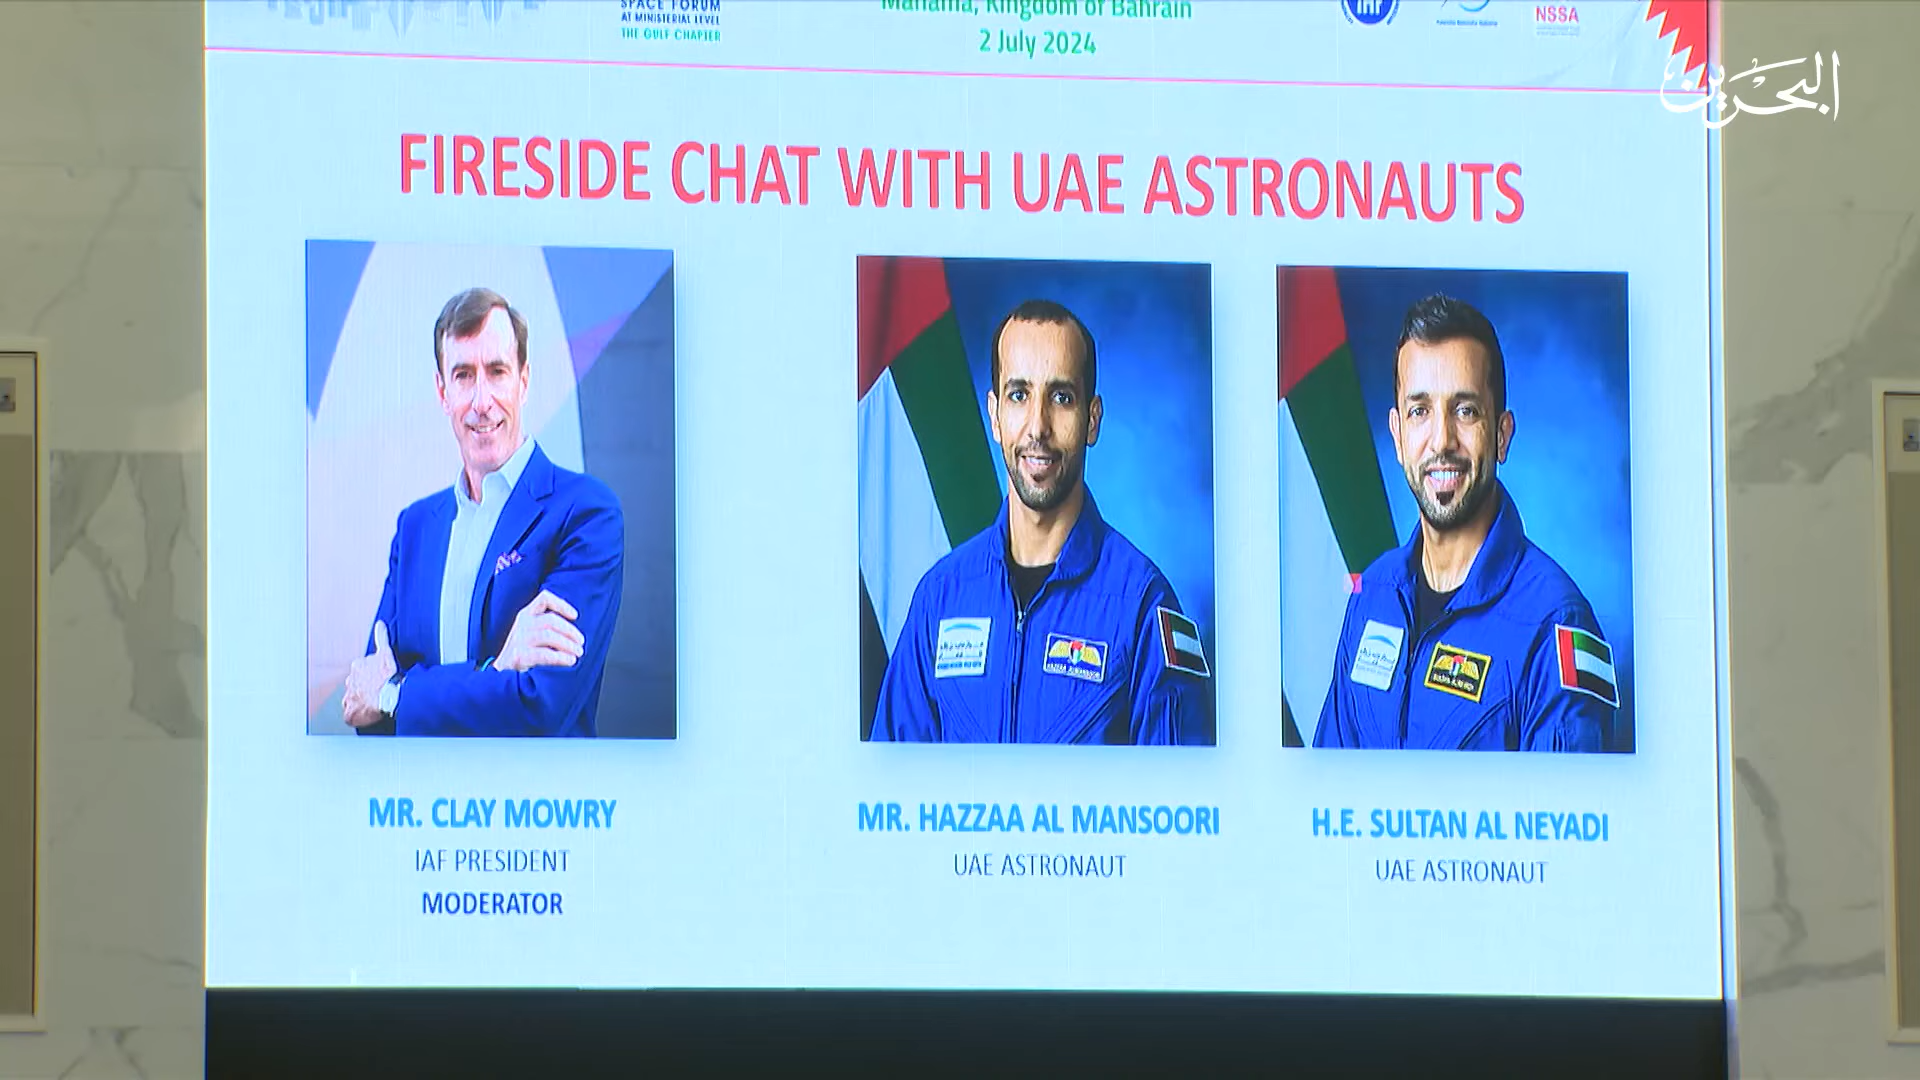 SPACE FORUM
AT MINISTERIAL LEVEL
THE GULF CHAPTER
Manama, Kingdom of Bahrain
2 July 2024
IAF
NSSA
البحرين
FIRESIDE CHAT WITH UAE ASTRONAUTS
MR. CLAY MOWRY
IAF PRESIDENT
MODERATOR
MR. HAZZAA AL MANSOORI
UAE ASTRONAUT
H.E. SULTAN AL NEYADI
UAE ASTRONAUT